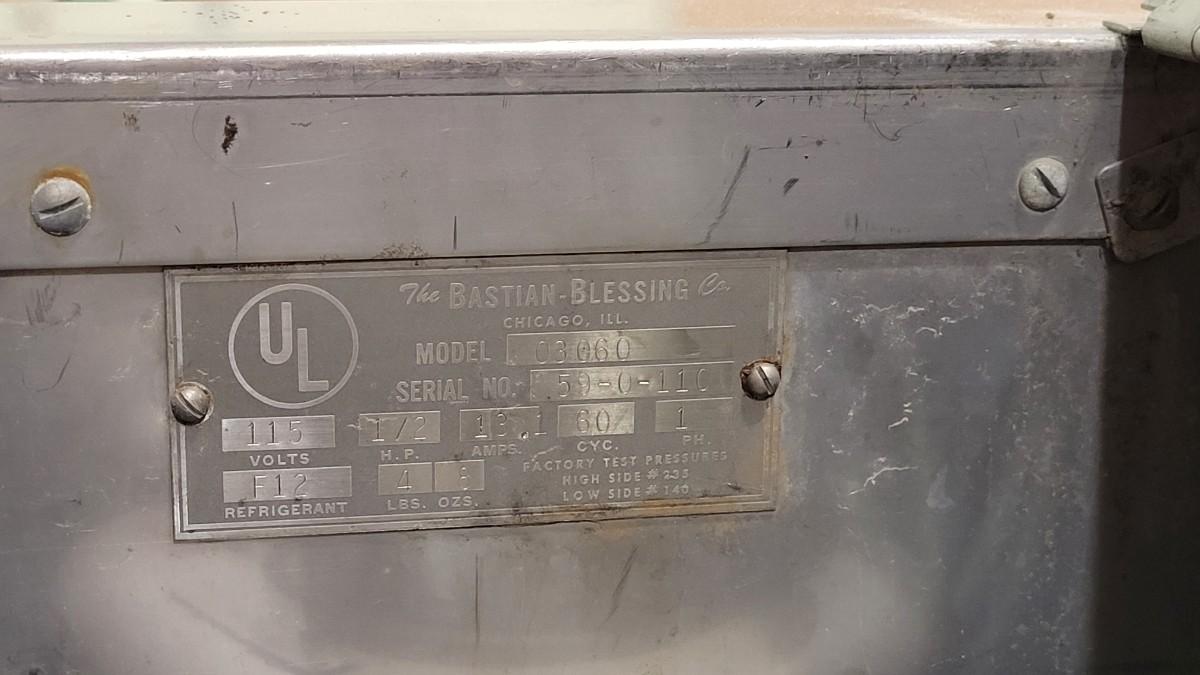 UL
The BASTIAN-BLESSING Co.
CHICAGO, ILL.
MODEL 03060
SERIAL NO. 59-0-110
115 1/2 13.1 60 1
VOLTS H.P. AMPS. CYC. PH.
F12 4 8
REFRIGERANT LBS. OZS.
FACTORY TEST PRESSURES
HIGH SIDE # 235
LOW SIDE # 140